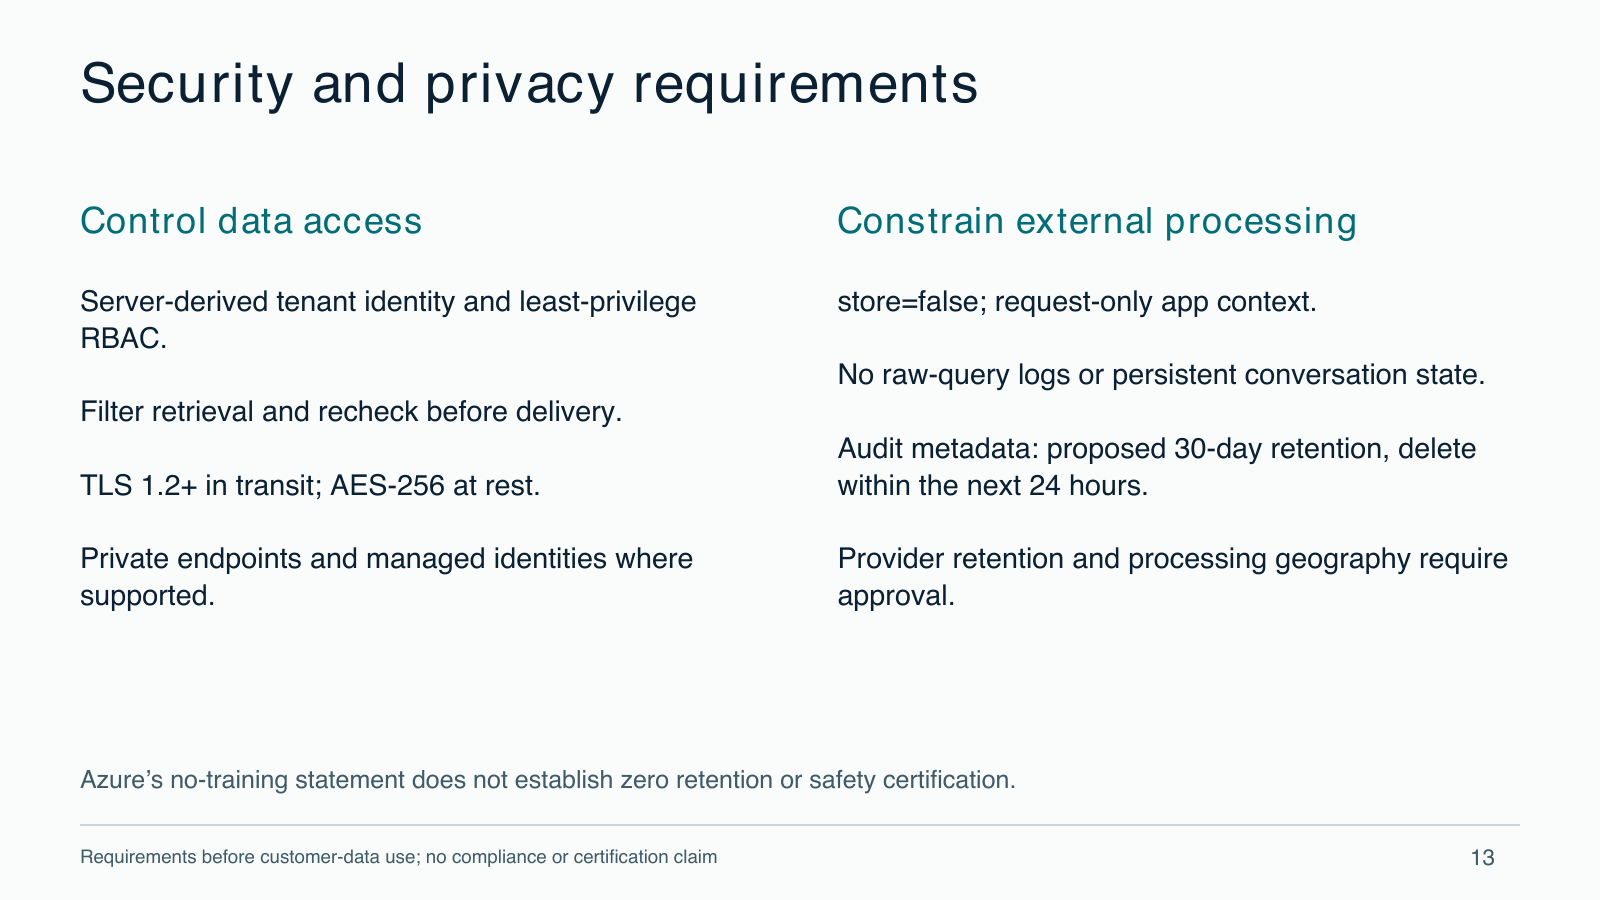 Security and privacy requirements
Control data access
Server-derived tenant identity and least-privilege
RBAC.
Filter retrieval and recheck before delivery.
TLS 1.2+ in transit; AES-256 at rest.
Private endpoints and managed identities where
supported.
Constrain external processing
store=false; request-only app context.
No raw-query logs or persistent conversation state.
Audit metadata: proposed 30-day retention, delete
within the next 24 hours.
Provider retention and processing geography require
approval.
Azure’s no-training statement does not establish zero retention or safety certification.
Requirements before customer-data use; no compliance or certification claim
13